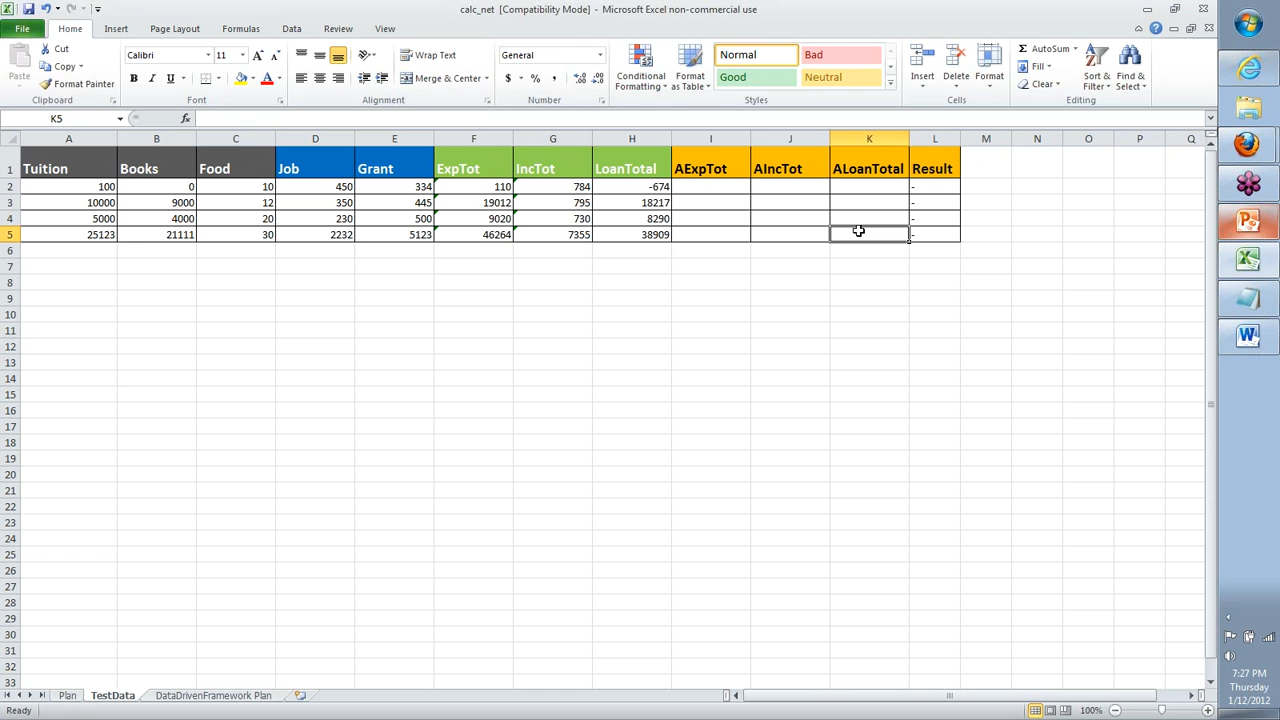 calc_net [Compatibility Mode] - Microsoft Excel non-commercial use
File Home Insert Page Layout Formulas Data Review View
Paste Cut Copy Format Painter Clipboard
Calibri 11 B I U A A A Font
Wrap Text Merge & Center Alignment
General $ % , Number
Conditional Formatting Format as Table Normal Bad Good Neutral Styles
Insert Delete Format Cells
Σ AutoSum Fill Clear Sort & Filter Find & Select Editing
K5 fx
A B C D E F G H I J K L M N O P Q
1 Tuition Books Food Job Grant ExpTot IncTot LoanTotal AExpTot AIncTot ALoanTotal Result
2 100 0 10 450 334 110 784 -674 -
3 10000 9000 12 350 445 19012 795 18217 -
4 5000 4000 20 230 500 9020 730 8290 -
5 25123 21111 30 2232 5123 46264 7355 38909 -
6
7
8
9
10
11
12
13
14
15
16
17
18
19
20
21
22
23
24
25
26
27
28
29
30
31
32
33
Plan TestData DataDrivenFramework Plan
Ready 100%
7:27 PM
Thursday
1/12/2012